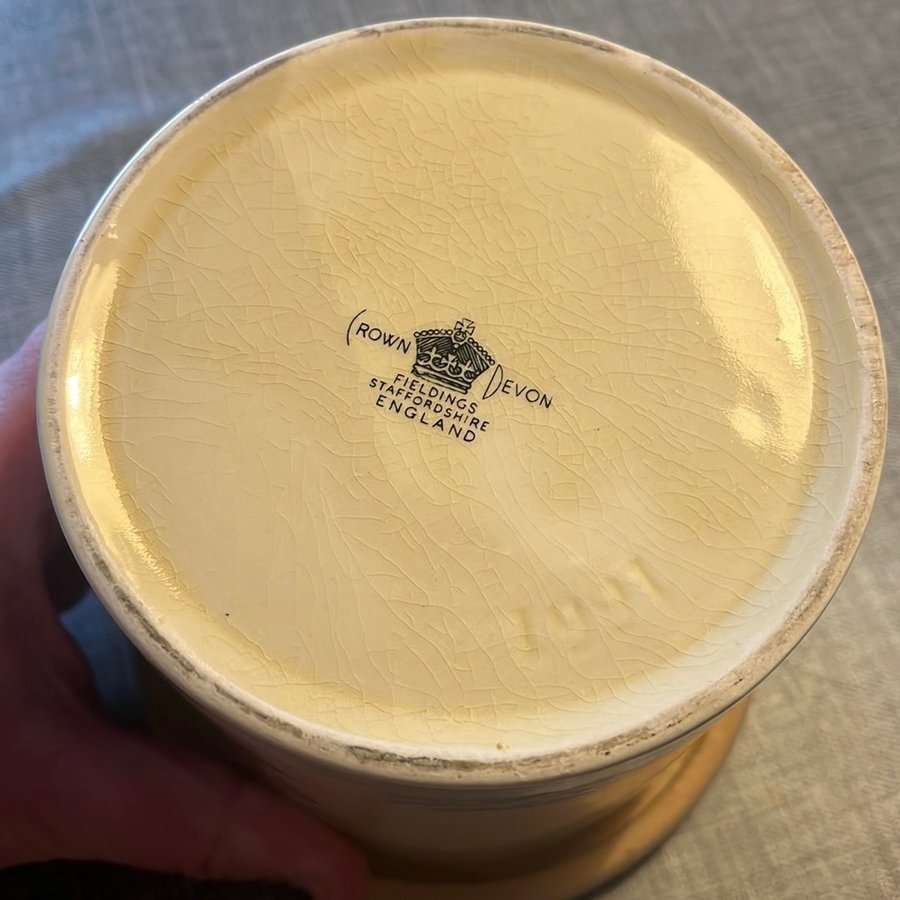 CROWN DEVON
FIELDINGS
STAFFORDSHIRE
ENGLAND